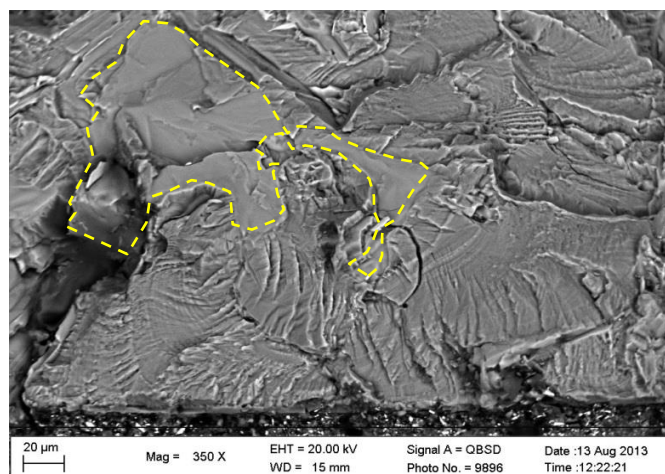 20 µm
Mag = 350 X
EHT = 20.00 kV
WD = 15 mm
Signal A = QBSD
Photo No. = 9896
Date :13 Aug 2013
Time :12:22:21